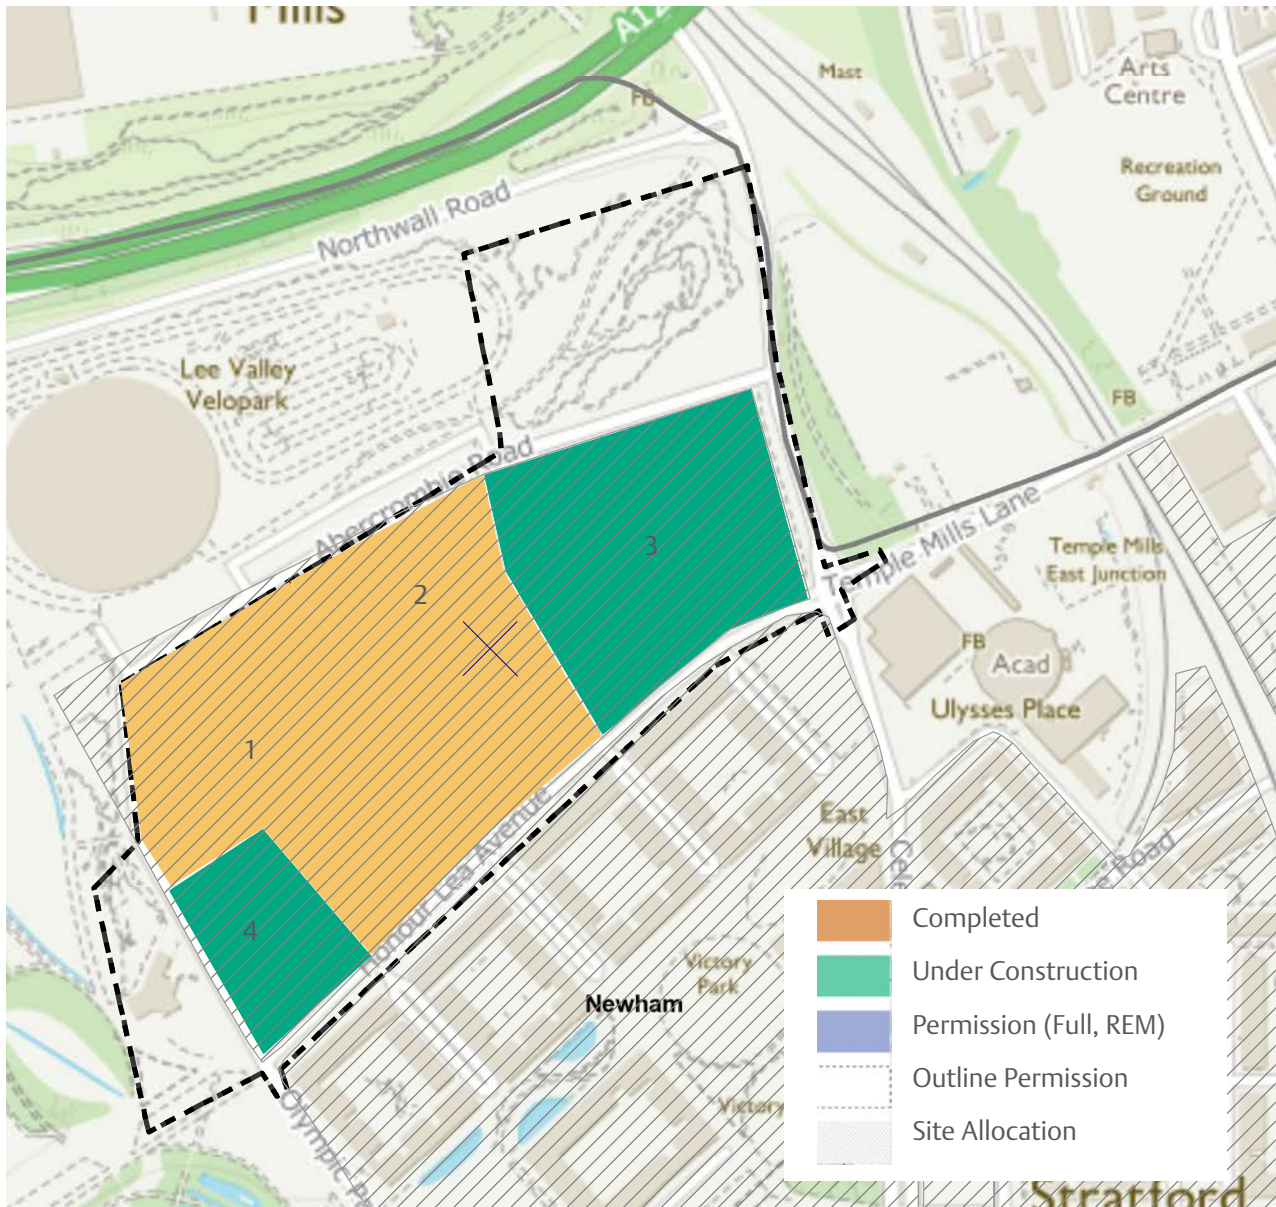 Mills
A12
Mast
Arts
Centre
FB
Recreation
Ground
Northwall Road
Lee Valley
Velopark
FB
Abercrombie Road
3
Temple Mills Lane
Temple Mills
East Junction
2
FB
Acad
Ulysses Place
1
East
Village
Honour Lea Avenue
4
Victory
Park
Newham
Victory
Olympic
Completed
Under Construction
Permission (Full, REM)
Outline Permission
Site Allocation
Stratford